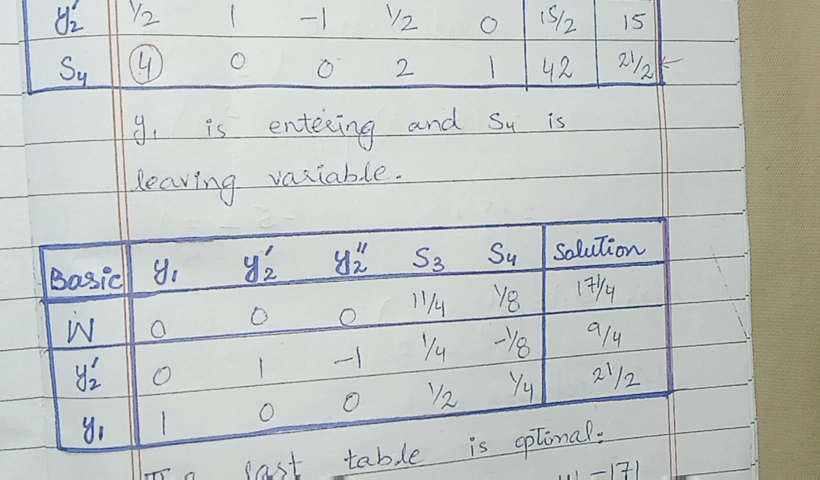 y₂′ 1/2 1 -1 1/2 0 15/2 15
S₄ 4 0 0 2 1 42 21/2 ←
y₁ is entering and S₄ is
leaving variable.
Basic y₁ y₂′ y₂″ S₃ S₄ Solution
W 0 0 0 11/4 1/8 171/4
y₂′ 0 1 -1 1/4 -1/8 9/4
y₁ 1 0 0 1/2 1/4 21/2
last table is optimal: